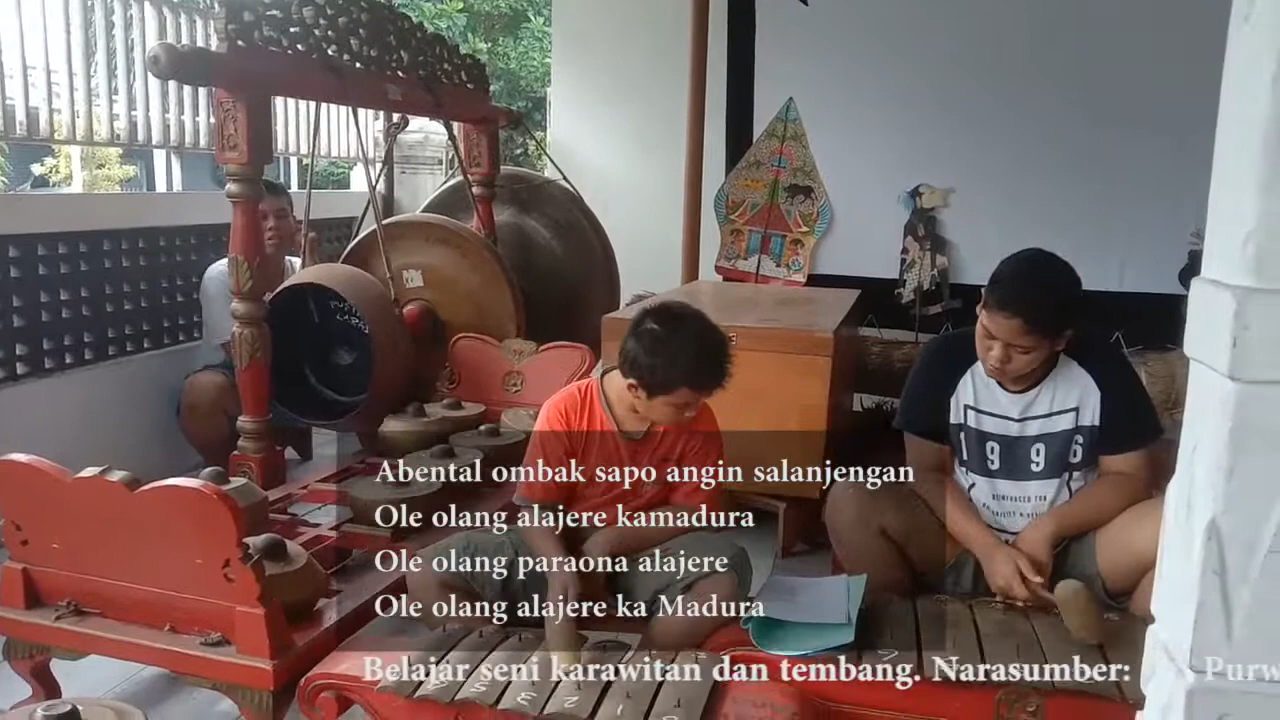 1996
Abental ombak sapo angin salanjengan
Ole olang alajere kamadura
Ole olang paraona alajere
Ole olang alajere ka Madura
Belajar seni karawitan dan tembang. Narasumber: